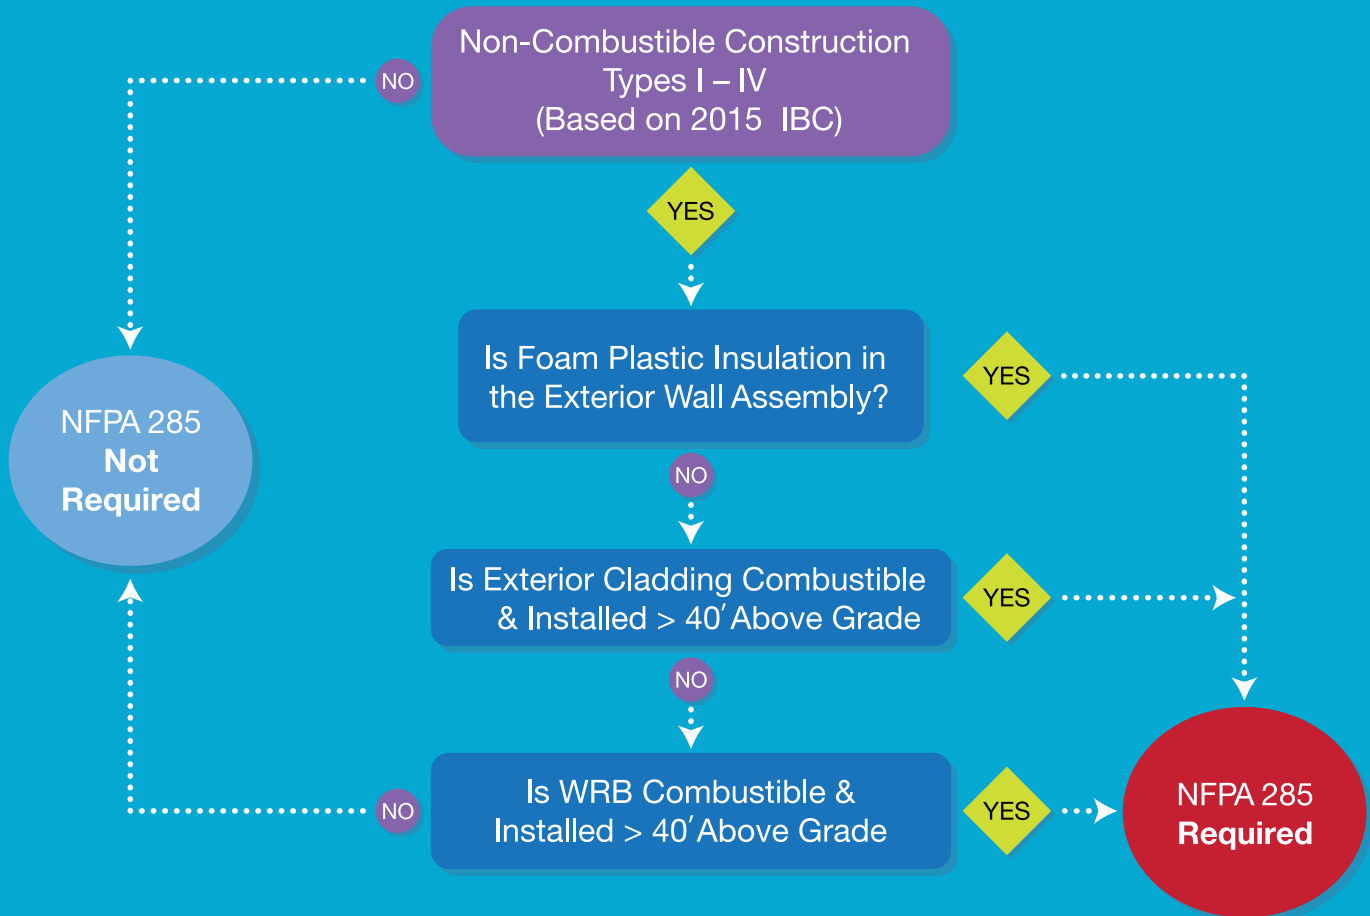 Non-Combustible Construction
Types I – IV
(Based on 2015 IBC)
NO
YES
Is Foam Plastic Insulation in
the Exterior Wall Assembly?
YES
NFPA 285
Not
Required
NO
Is Exterior Cladding Combustible
& Installed > 40′ Above Grade
YES
NO
Is WRB Combustible &
Installed > 40′ Above Grade
NO
YES
NFPA 285
Required